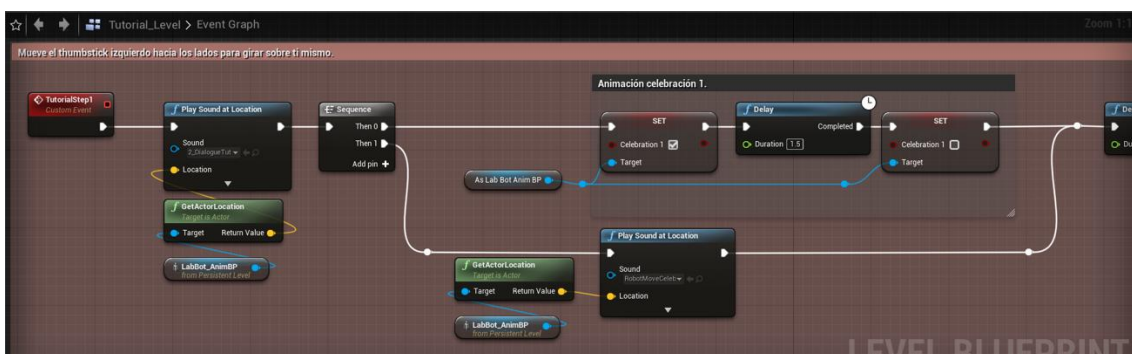 Tutorial_Level > Event Graph
Zoom 1:1
Mueve el thumbstick izquierdo hacia los lados para girar sobre ti mismo.
TutorialStep1
Custom Event
Play Sound at Location
Sound
2_DialogueTut
Location
GetActorLocation
Target is Actor
Target Return Value
LabBot_AnimBP
from Persistent Level
Sequence
Then 0
Then 1
Add pin +
Animación celebración 1.
SET
Celebration 1
Target
As Lab Bot Anim BP
Delay
Completed
Duration 1.5
SET
Celebration 1
Target
GetActorLocation
Target is Actor
Target Return Value
LabBot_AnimBP
from Persistent Level
Play Sound at Location
Sound
RobotMoveCeleb
Location
De
Du
LEVEL BLUEPRINT